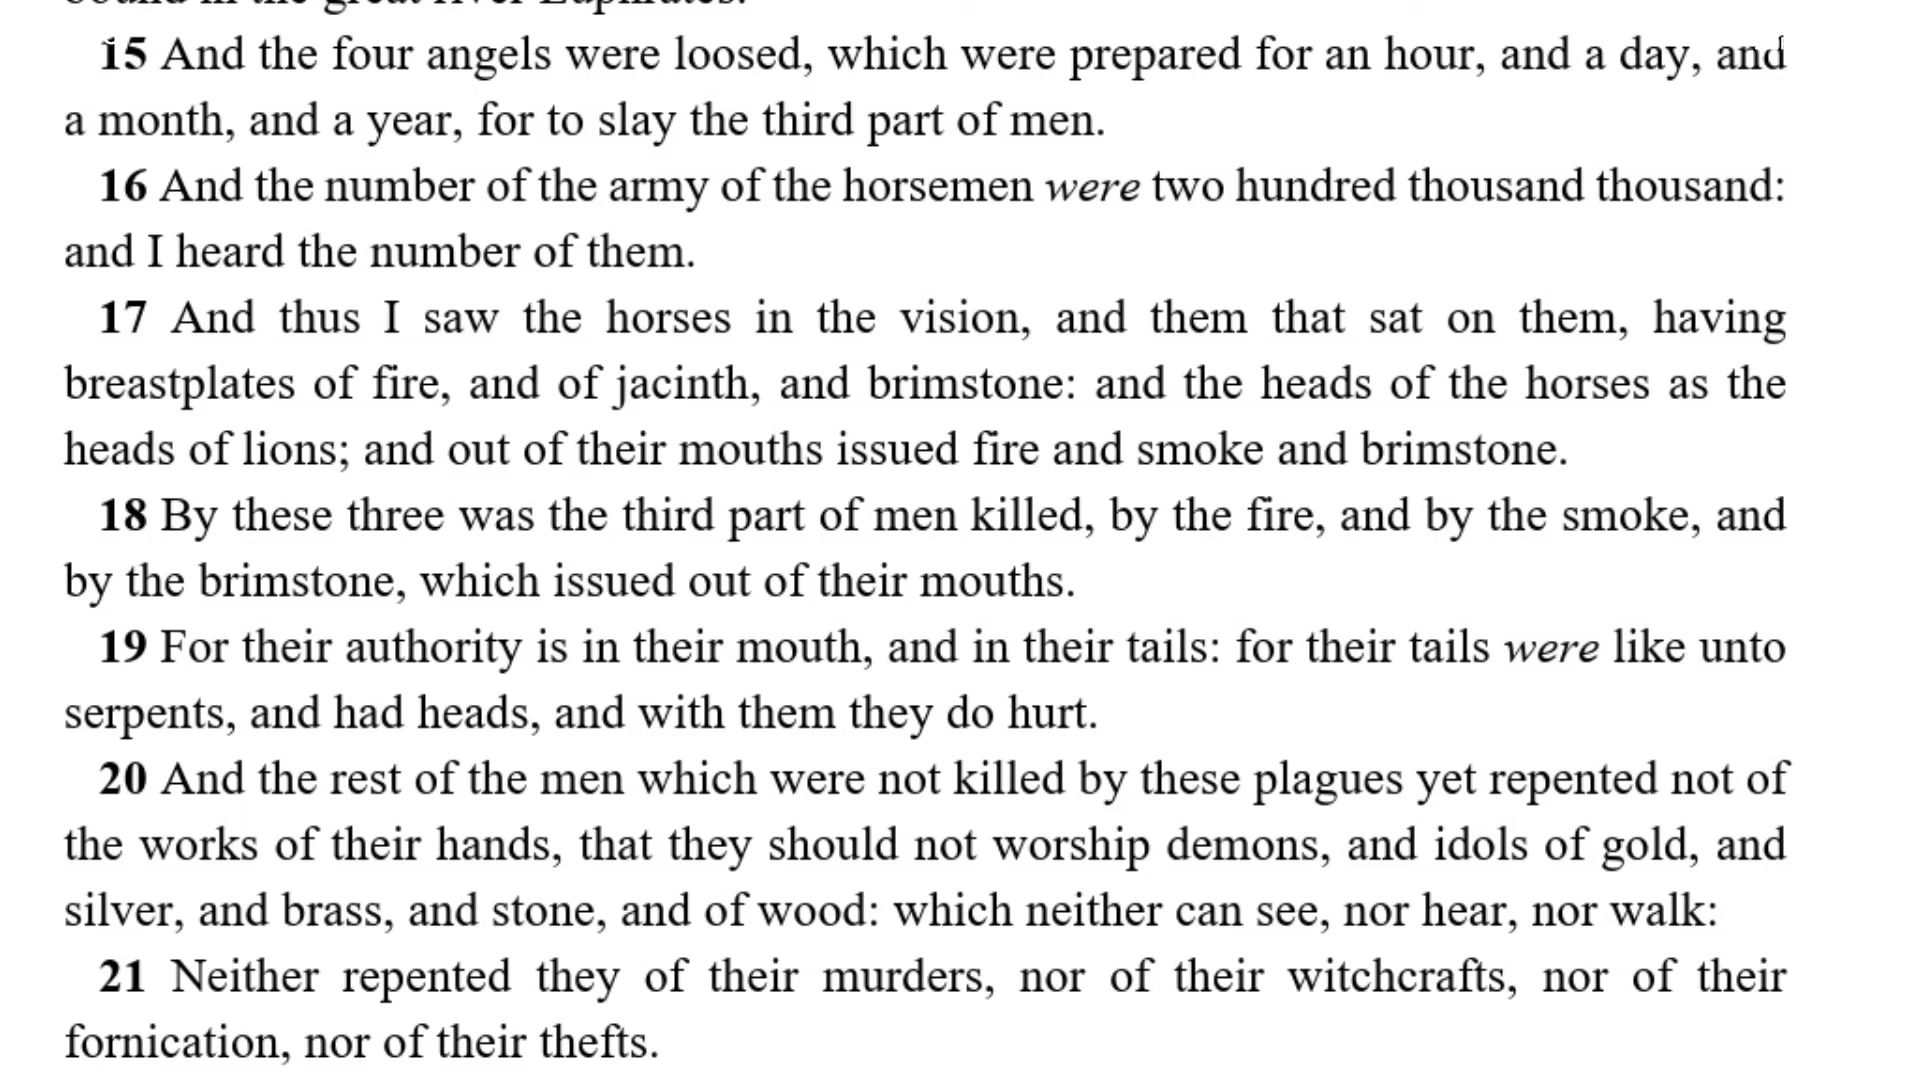 bound in the great river Euphrates.
15 And the four angels were loosed, which were prepared for an hour, and a day, and
a month, and a year, for to slay the third part of men.
16 And the number of the army of the horsemen were two hundred thousand thousand:
and I heard the number of them.
17 And thus I saw the horses in the vision, and them that sat on them, having
breastplates of fire, and of jacinth, and brimstone: and the heads of the horses as the
heads of lions; and out of their mouths issued fire and smoke and brimstone.
18 By these three was the third part of men killed, by the fire, and by the smoke, and
by the brimstone, which issued out of their mouths.
19 For their authority is in their mouth, and in their tails: for their tails were like unto
serpents, and had heads, and with them they do hurt.
20 And the rest of the men which were not killed by these plagues yet repented not of
the works of their hands, that they should not worship demons, and idols of gold, and
silver, and brass, and stone, and of wood: which neither can see, nor hear, nor walk:
21 Neither repented they of their murders, nor of their witchcrafts, nor of their
fornication, nor of their thefts.